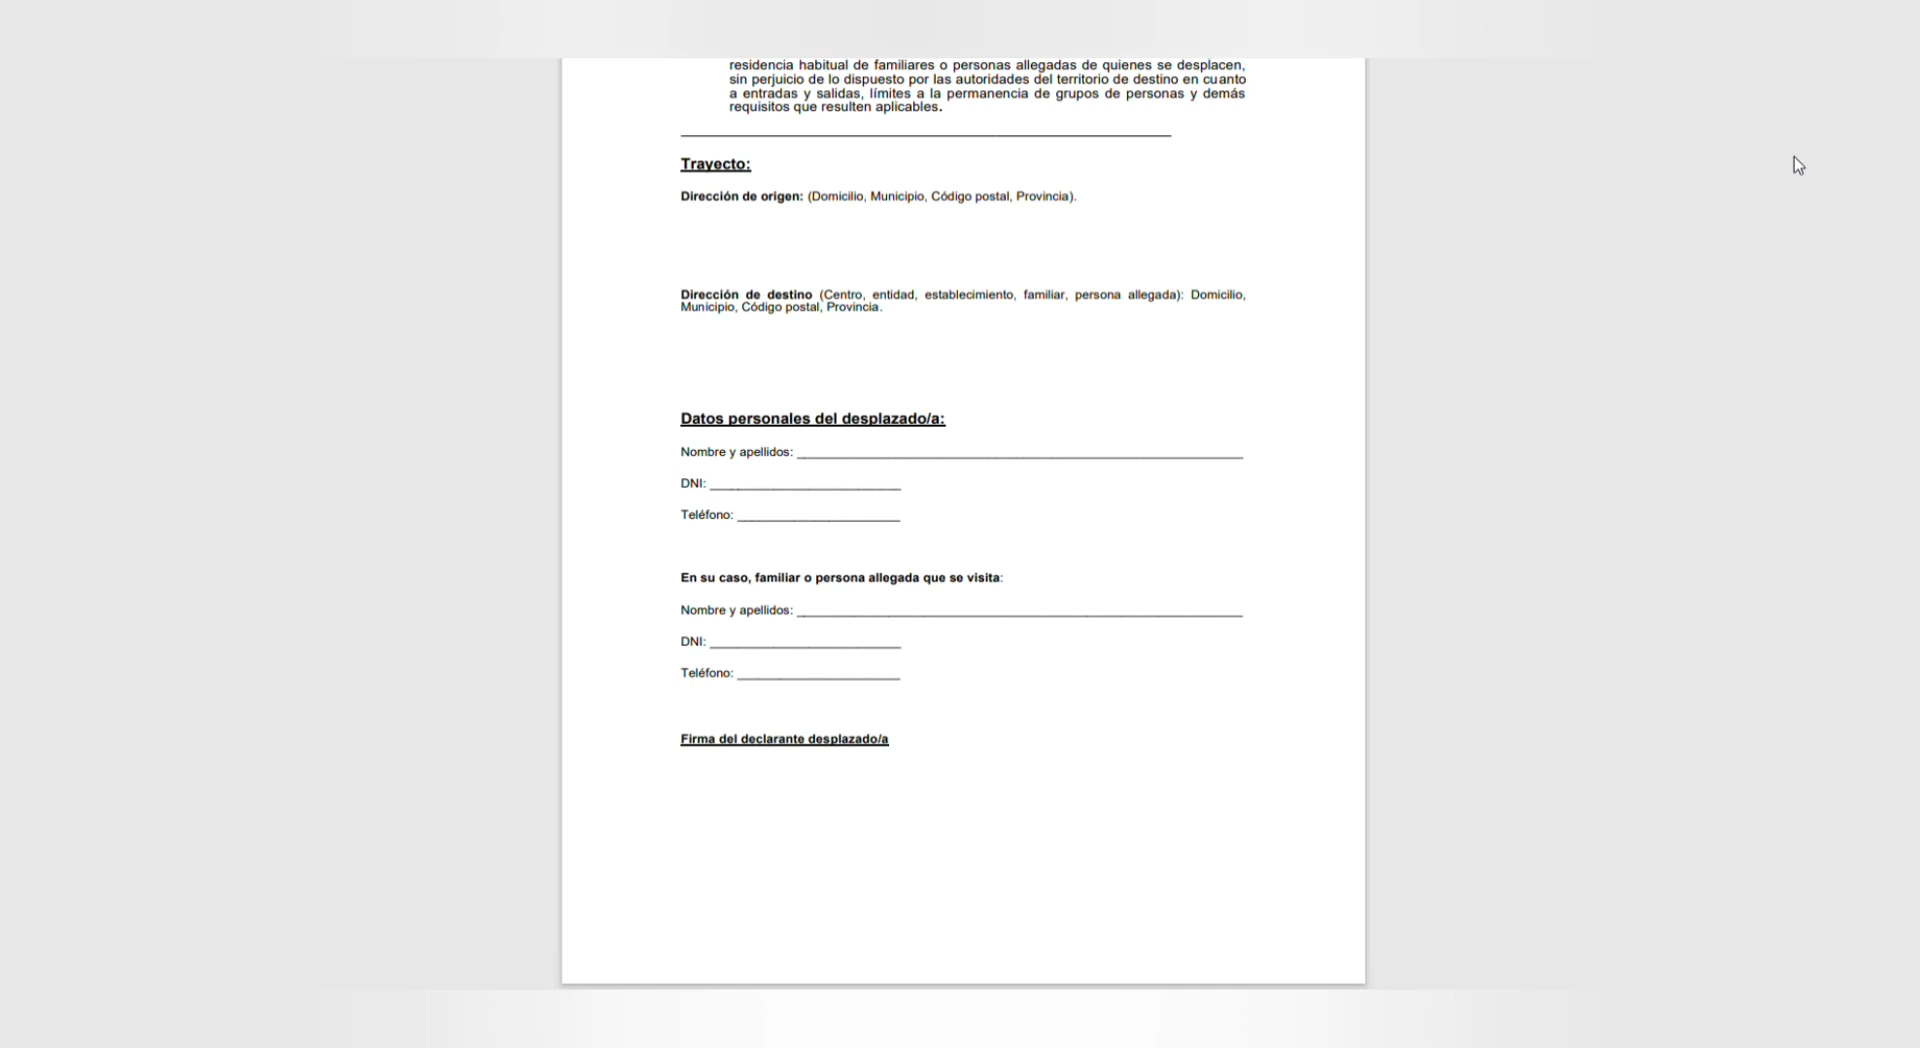 residencia habitual de familiares o personas allegadas de quienes se desplacen,
sin perjuicio de lo dispuesto por las autoridades del territorio de destino en cuanto
a entradas y salidas, límites a la permanencia de grupos de personas y demás
requisitos que resulten aplicables.
Trayecto:
Dirección de origen: (Domicilio, Municipio, Código postal, Provincia).
Dirección de destino (Centro, entidad, establecimiento, familiar, persona allegada): Domicilio,
Municipio, Código postal, Provincia.
Datos personales del desplazado/a:
Nombre y apellidos:
DNI:
Teléfono:
En su caso, familiar o persona allegada que se visita:
Nombre y apellidos:
DNI:
Teléfono:
Firma del declarante desplazado/a